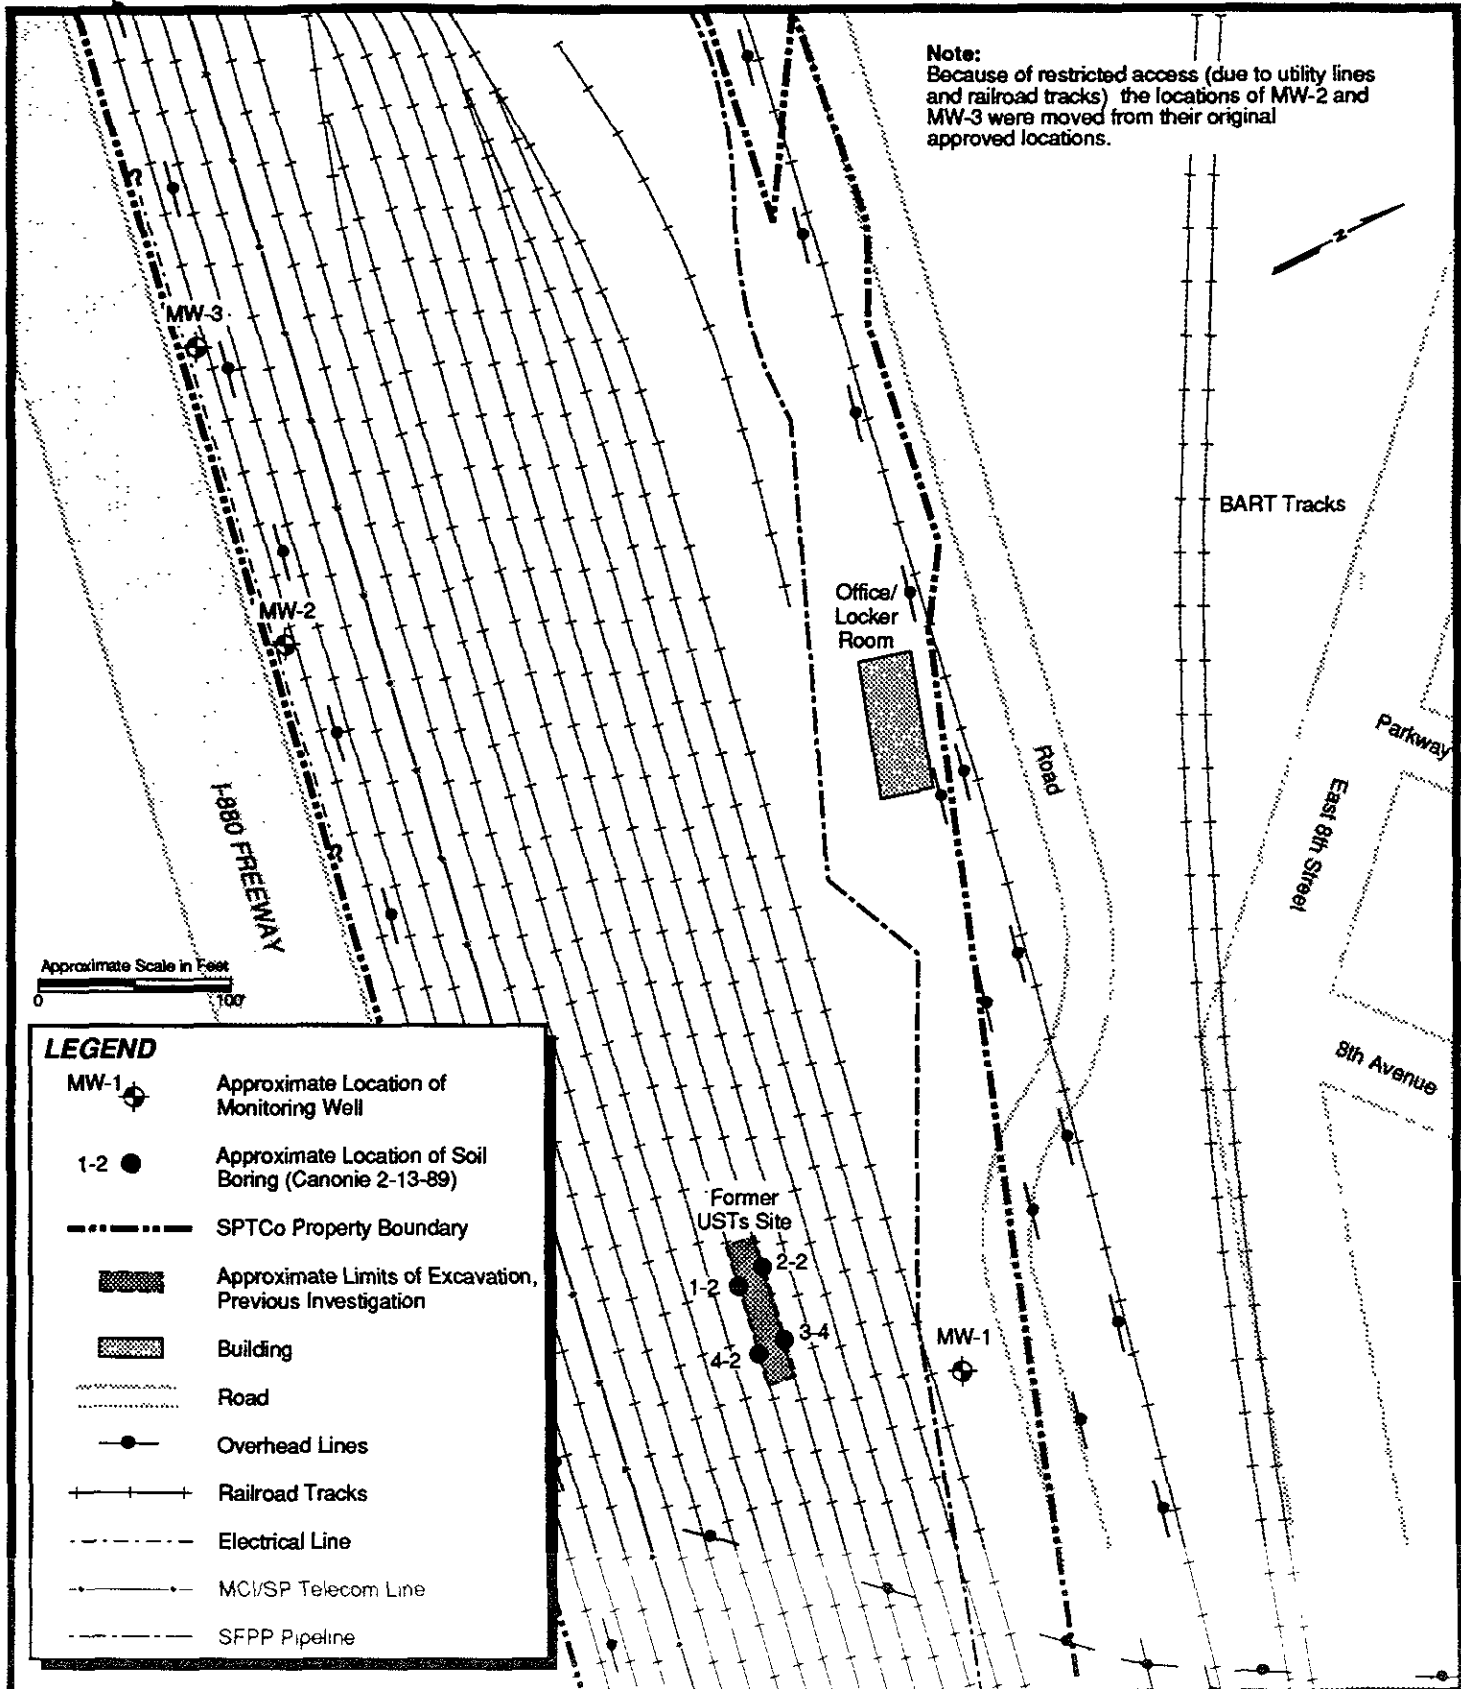 Note:
Because of restricted access (due to utility lines
and railroad tracks) the locations of MW-2 and
MW-3 were moved from their original
approved locations.
N
?
MW-3
BART Tracks
Office/
Locker
Room
MW-2
Parkway
Road
East 8th Street
I-880 FREEWAY
?
Approximate Scale in Feet
0 100'
8th Avenue
LEGEND
MW-1 Approximate Location of
Monitoring Well
1-2 Approximate Location of Soil
Boring (Canonie 2-13-89)
SPTCo Property Boundary
Approximate Limits of Excavation,
Previous Investigation
Building
Road
Overhead Lines
Railroad Tracks
Electrical Line
MCI/SP Telecom Line
SFPP Pipeline
Former
USTs Site
2-2
1-2
3-4
4-2
MW-1